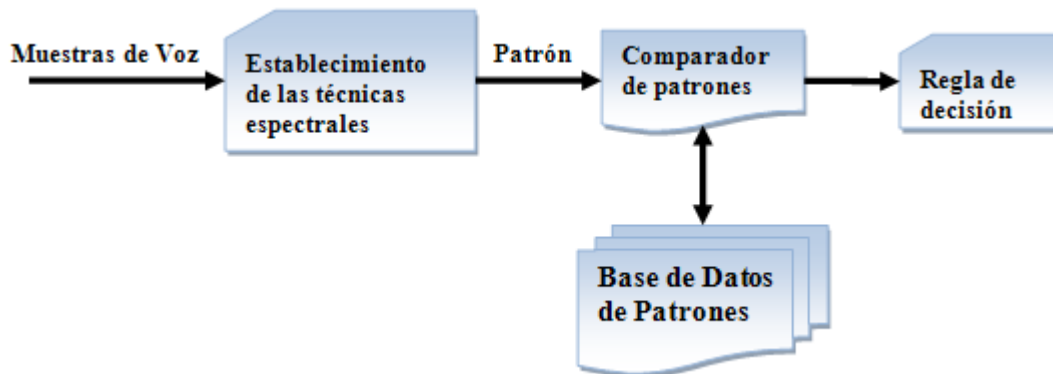 Muestras de Voz
Establecimiento
de las técnicas
espectrales
Patrón
Comparador
de patrones
Regla de
decisión
Base de Datos
de Patrones